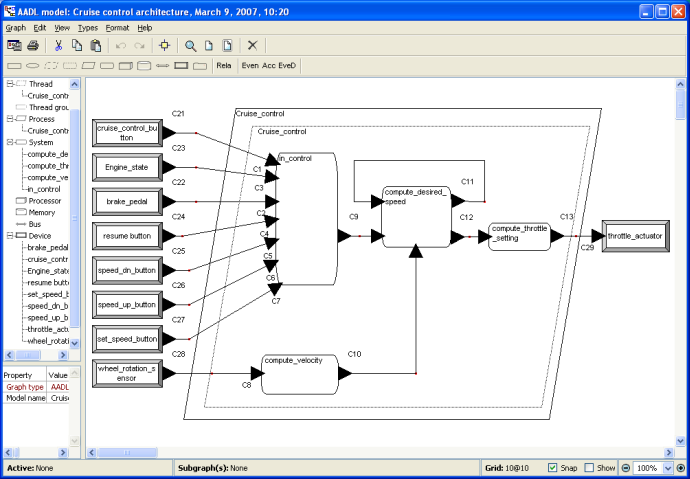 AADL model: Cruise control architecture, March 9, 2007, 10:20
Graph Edit View Types Format Help
Rela Even Acc EveD
Thread
Cruise_contr
Thread grou
Process
Cruise_contr
System
compute_de
compute_thr
compute_ve
in_control
Processor
Memory
Bus
Device
brake_pedal
cruise_contr
Engine_state
resume butt
set_speed_b
speed_dn_b
speed_up_b
throttle_actu
wheel_rotat
Property Value
Graph type AADL
Model name Cruis
C21
cruise_control_bu
tton
C23
Engine_state
C22
brake_pedal
C24
resume button
C25
speed_dn_button
C26
speed_up_button
C27
set_speed_button
C28
wheel_rotation_s
ensor
Cruise_control
Cruise_control
in_control
C1
C3
C2
C4
C5
C6
C7
C9
compute_desired_
speed
C11
C12
compute_throttle
_setting
C13
C29
throttle_actuator
compute_velocity
C8
C10
Active: None
Subgraph(s): None
Grid: 10@10
Snap
Show
100%